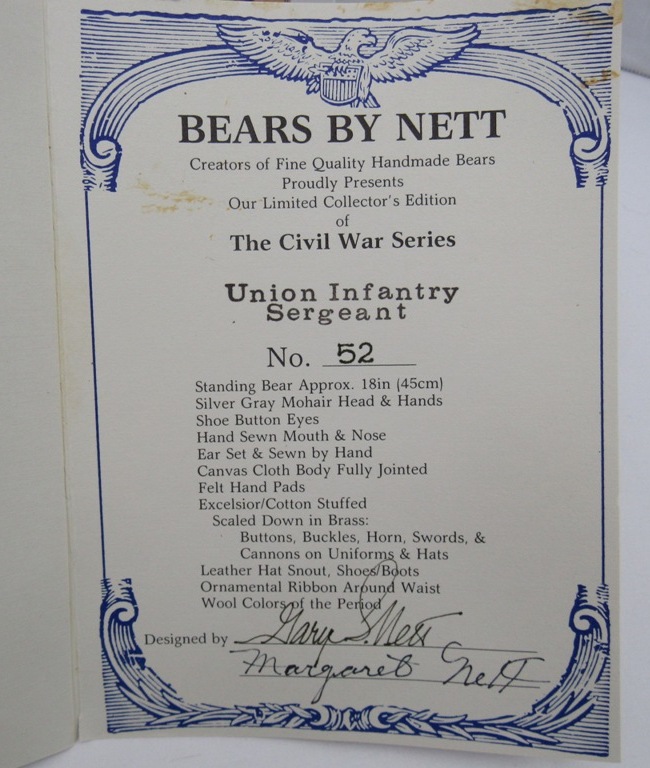 BEARS BY NETT
Creators of Fine Quality Handmade Bears
Proudly Presents
Our Limited Collector's Edition
of
The Civil War Series
Union Infantry
Sergeant
No. 52
Standing Bear Approx. 18in (45cm)
Silver Gray Mohair Head & Hands
Shoe Button Eyes
Hand Sewn Mouth & Nose
Ear Set & Sewn by Hand
Canvas Cloth Body Fully Jointed
Felt Hand Pads
Excelsior/Cotton Stuffed
Scaled Down in Brass:
Buttons, Buckles, Horn, Swords, &
Cannons on Uniforms & Hats
Leather Hat Snout, Shoes/Boots
Ornamental Ribbon Around Waist
Wool Colors of the Period
Designed by Gary S. Nett
Margaret Nett